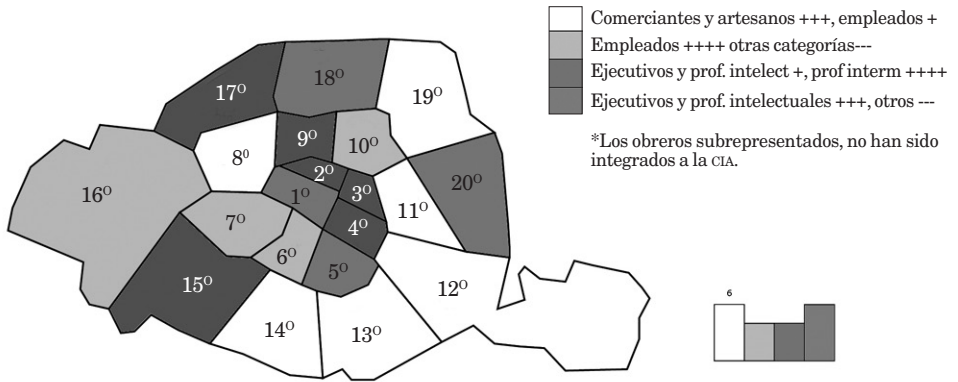 Comerciantes y artesanos +++, empleados +
Empleados ++++ otras categorías---
Ejecutivos y prof. intelect +, prof interm ++++
Ejecutivos y prof. intelectuales +++, otros ---
*Los obreros subrepresentados, no han sido
integrados a la CIA.
18º
17º
19º
9º
10º
8º
2º
16º
1º
3º
20º
11º
7º
4º
6º
5º
15º
12º
14º
13º
6